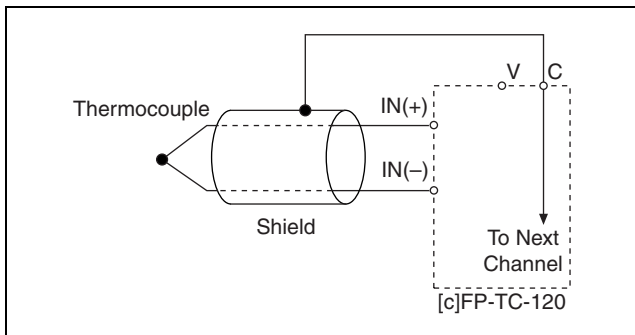 V C
Thermocouple
IN(+)
IN(–)
Shield
To Next
Channel
[c]FP-TC-120